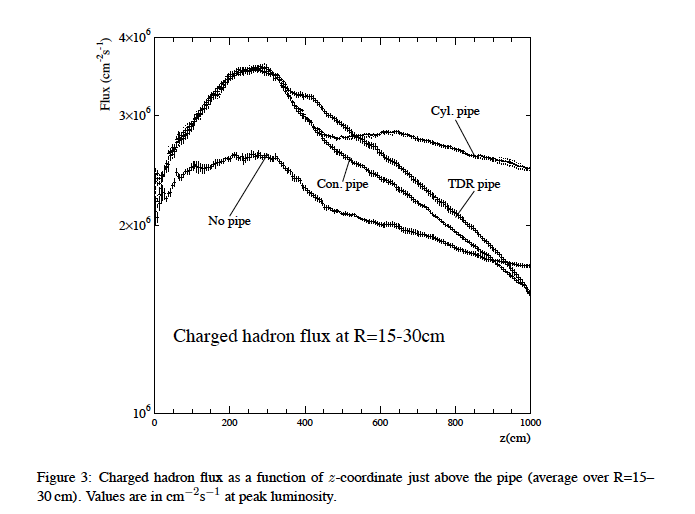 4×10⁶
Flux (cm⁻²s⁻¹)
3×10⁶
Cyl. pipe
Con. pipe
TDR pipe
2×10⁶
No pipe
Charged hadron flux at R=15-30cm
10⁶
0 200 400 600 800 1000
z(cm)
Figure 3: Charged hadron flux as a function of z-coordinate just above the pipe (average over R=15–
30 cm). Values are in cm⁻²s⁻¹ at peak luminosity.